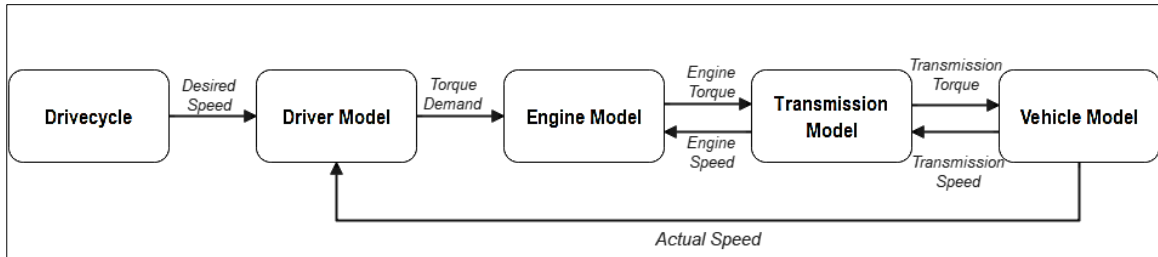 Drivecycle
Desired
Speed
Driver Model
Torque
Demand
Engine Model
Engine
Torque
Engine
Speed
Transmission
Model
Transmission
Torque
Transmission
Speed
Vehicle Model
Actual Speed